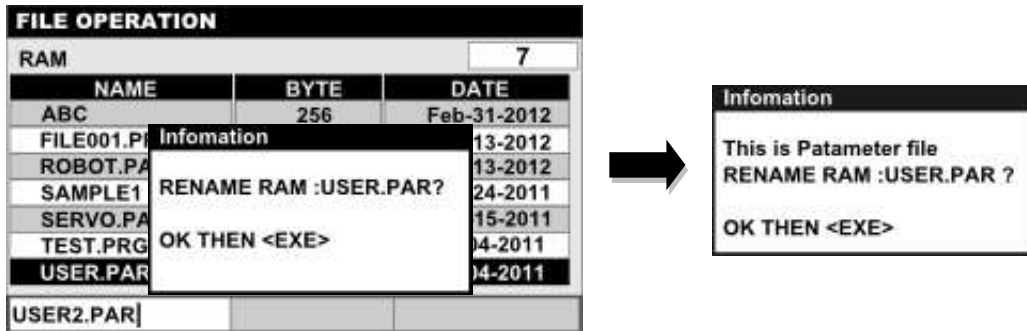 FILE OPERATION
RAM 7
NAME BYTE DATE
ABC 256 Feb-31-2012
FILE001.P 13-2012
ROBOT.PA 13-2012
SAMPLE1 24-2011
SERVO.PA 15-2011
TEST.PRG 04-2011
USER.PAR 04-2011
Infomation
RENAME RAM :USER.PAR?
OK THEN <EXE>
USER2.PAR
Infomation
This is Patameter file
RENAME RAM :USER.PAR ?
OK THEN <EXE>